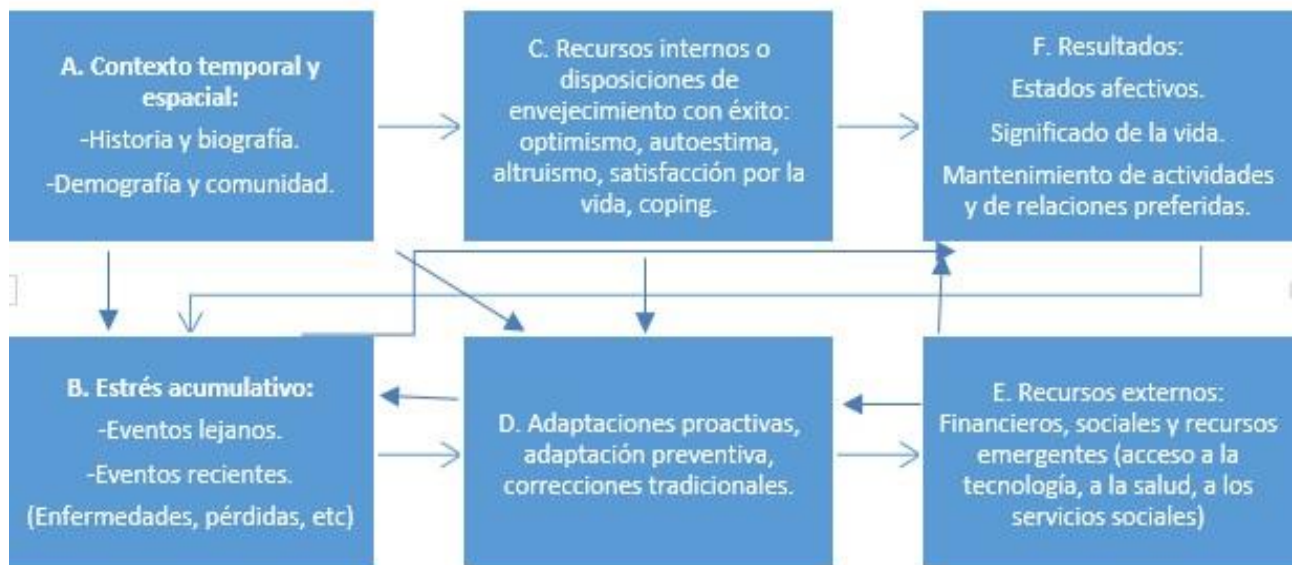 A. Contexto temporal y
espacial:
-Historia y biografía.
-Demografía y comunidad.
C. Recursos internos o
disposiciones de
envejecimiento con éxito:
optimismo, autoestima,
altruismo, satisfacción por la
vida, coping.
F. Resultados:
Estados afectivos.
Significado de la vida.
Mantenimiento de actividades
y de relaciones preferidas.
B. Estrés acumulativo:
-Eventos lejanos.
-Eventos recientes.
(Enfermedades, pérdidas, etc)
D. Adaptaciones proactivas,
adaptación preventiva,
correcciones tradicionales.
E. Recursos externos:
Financieros, sociales y recursos
emergentes (acceso a la
tecnología, a la salud, a los
servicios sociales)